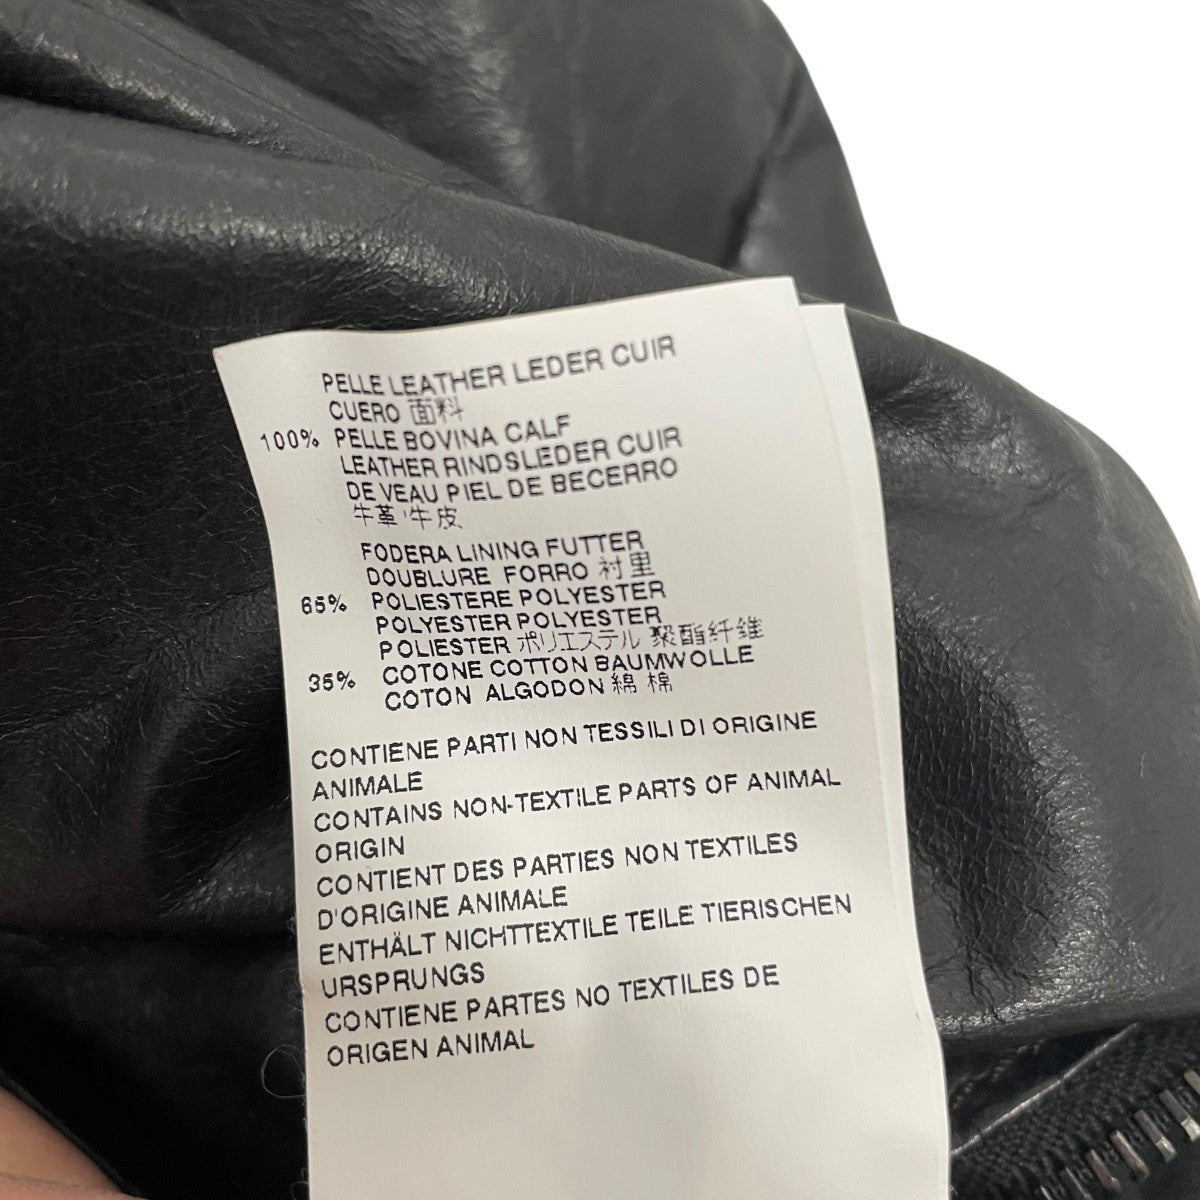 PELLE LEATHER LEDER CUIR
CUERO 面料
100% PELLE BOVINA CALF
LEATHER RINDSLEDER CUIR
DE VEAU PIEL DE BECERRO
牛革 牛皮
FODERA LINING FUTTER
DOUBLURE FORRO 衬里
65% POLIESTERE POLYESTER
POLYESTER POLYESTER
POLIESTER ポリエステル 聚酯纤维
35% COTONE COTTON BAUMWOLLE
COTON ALGODON 綿 棉
CONTIENE PARTI NON TESSILI DI ORIGINE
ANIMALE
CONTAINS NON-TEXTILE PARTS OF ANIMAL
ORIGIN
CONTIENT DES PARTIES NON TEXTILES
D'ORIGINE ANIMALE
ENTHÄLT NICHTTEXTILE TEILE TIERISCHEN
URSPRUNGS
CONTIENE PARTES NO TEXTILES DE
ORIGEN ANIMAL